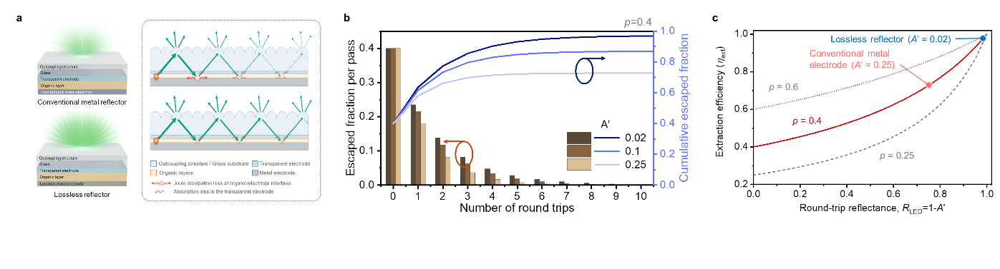 a
Outcoupling structure
Glass
Transparent electrode
Organic layer
Conventional metal electrode
Conventional metal reflector
Outcoupling structure
Glass
Transparent electrode
Organic layer
Lossless metal electrode
Lossless reflector
Outcoupling structure / Glass substrate
Transparent electrode
Organic layers
Metal electrode
Joule dissipation loss at organic/electrode interface
Absorption loss in the transparent electrode
b
p=0.4
Escaped fraction per pass
0.4
0.3
0.2
0.1
0.0
0 1 2 3 4 5 6 7 8 9 10
Number of round trips
A'
0.02
0.1
0.25
1.0
0.8
0.6
0.4
0.2
0.0
Cumulative escaped fraction
c
Extraction efficiency (ηext)
1.0
0.8
0.6
0.4
0.2
0.0 0.2 0.4 0.6 0.8 1.0
Round-trip reflectance, RLED=1-A'
Lossless reflector (A' = 0.02)
Conventional metal
electrode (A' = 0.25)
p = 0.6
p = 0.4
p = 0.25